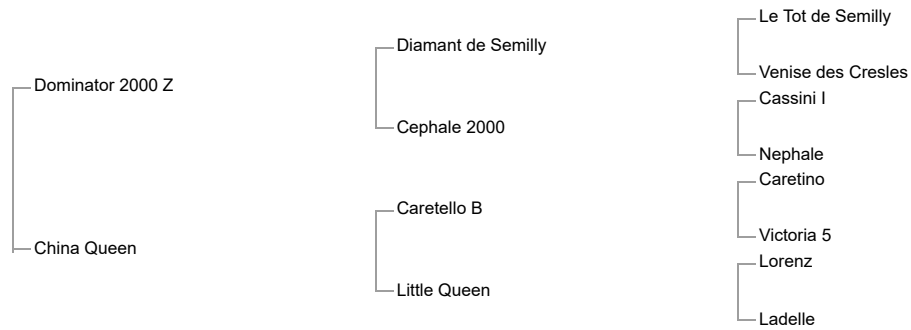 Le Tot de Semilly
Diamant de Semilly
Venise des Cresles
Dominator 2000 Z
Cassini I
Cephale 2000
Nephale
Caretino
Caretello B
Victoria 5
China Queen
Lorenz
Little Queen
Ladelle